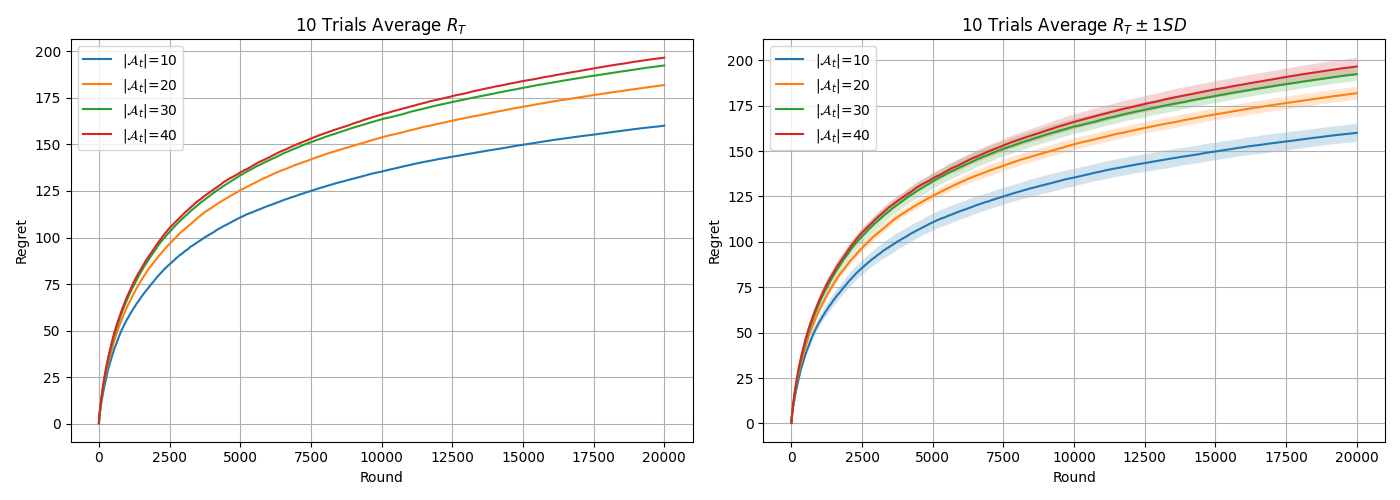 10 Trials Average $R_T$
200
175
150
125
100
75
50
25
0
Regret
$|\mathcal{A}_t|$=10
$|\mathcal{A}_t|$=20
$|\mathcal{A}_t|$=30
$|\mathcal{A}_t|$=40
0 2500 5000 7500 10000 12500 15000 17500 20000
Round
10 Trials Average $R_T \pm 1SD$
200
175
150
125
100
75
50
25
0
Regret
$|\mathcal{A}_t|$=10
$|\mathcal{A}_t|$=20
$|\mathcal{A}_t|$=30
$|\mathcal{A}_t|$=40
0 2500 5000 7500 10000 12500 15000 17500 20000
Round